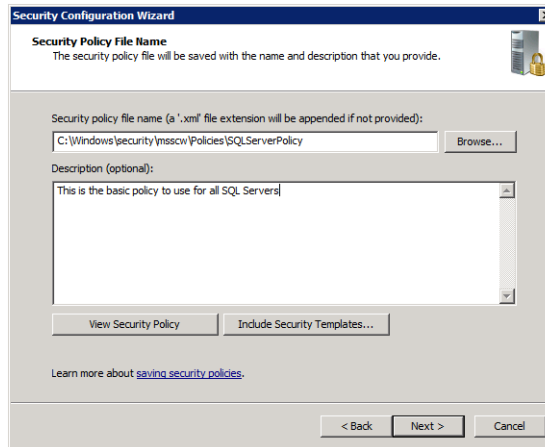 Security Configuration Wizard
Security Policy File Name
The security policy file will be saved with the name and description that you provide.
Security policy file name (a '.xml' file extension will be appended if not provided):
C:\Windows\security\msscw\Policies\SQLServerPolicy
Browse...
Description (optional):
This is the basic policy to use for all SQL Servers
View Security Policy
Include Security Templates...
Learn more about saving security policies.
< Back
Next >
Cancel